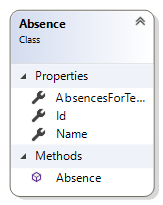 Absence
Class
Properties
AbsencesForTe...
Id
Name
Methods
Absence